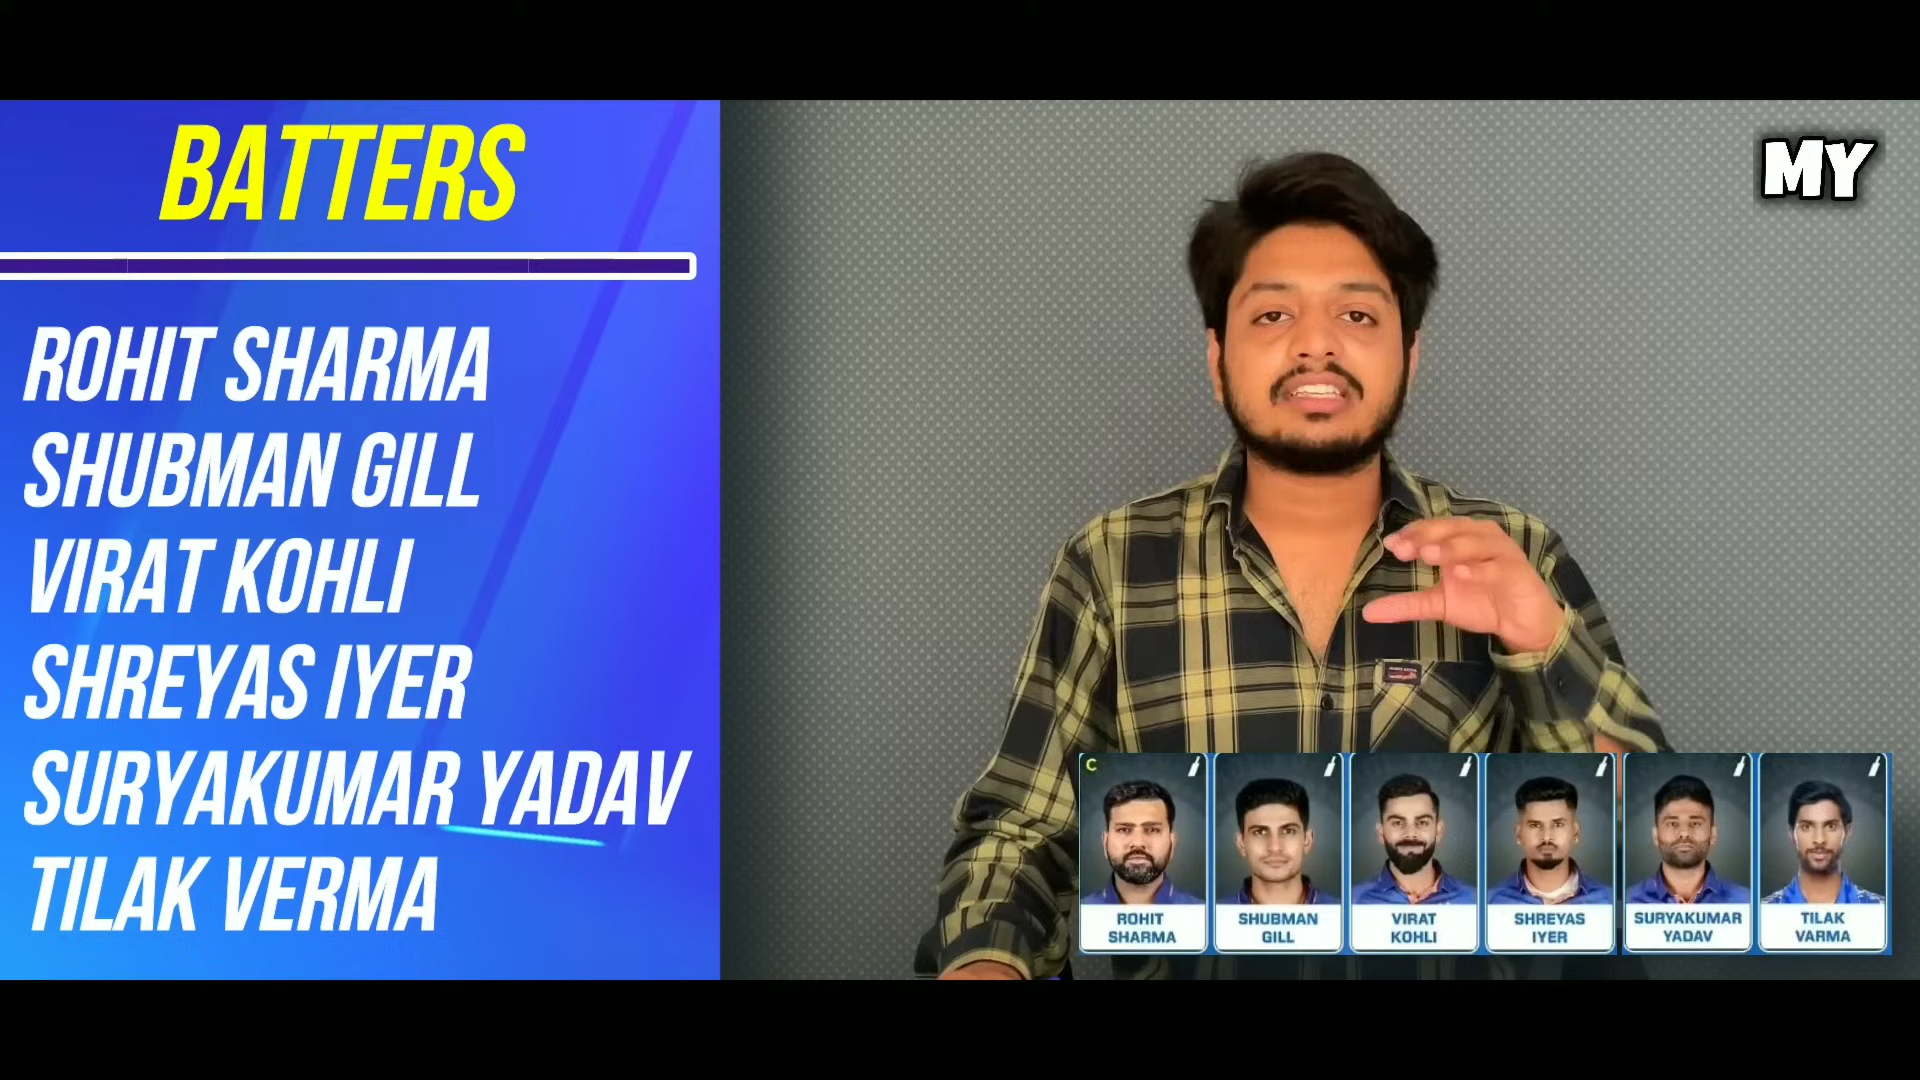 BATTERS
ROHIT SHARMA
SHUBMAN GILL
VIRAT KOHLI
SHREYAS IYER
SURYAKUMAR YADAV
TILAK VERMA
MY
C
ROHIT
SHARMA
SHUBMAN
GILL
VIRAT
KOHLI
SHREYAS
IYER
SURYAKUMAR
YADAV
TILAK
VARMA